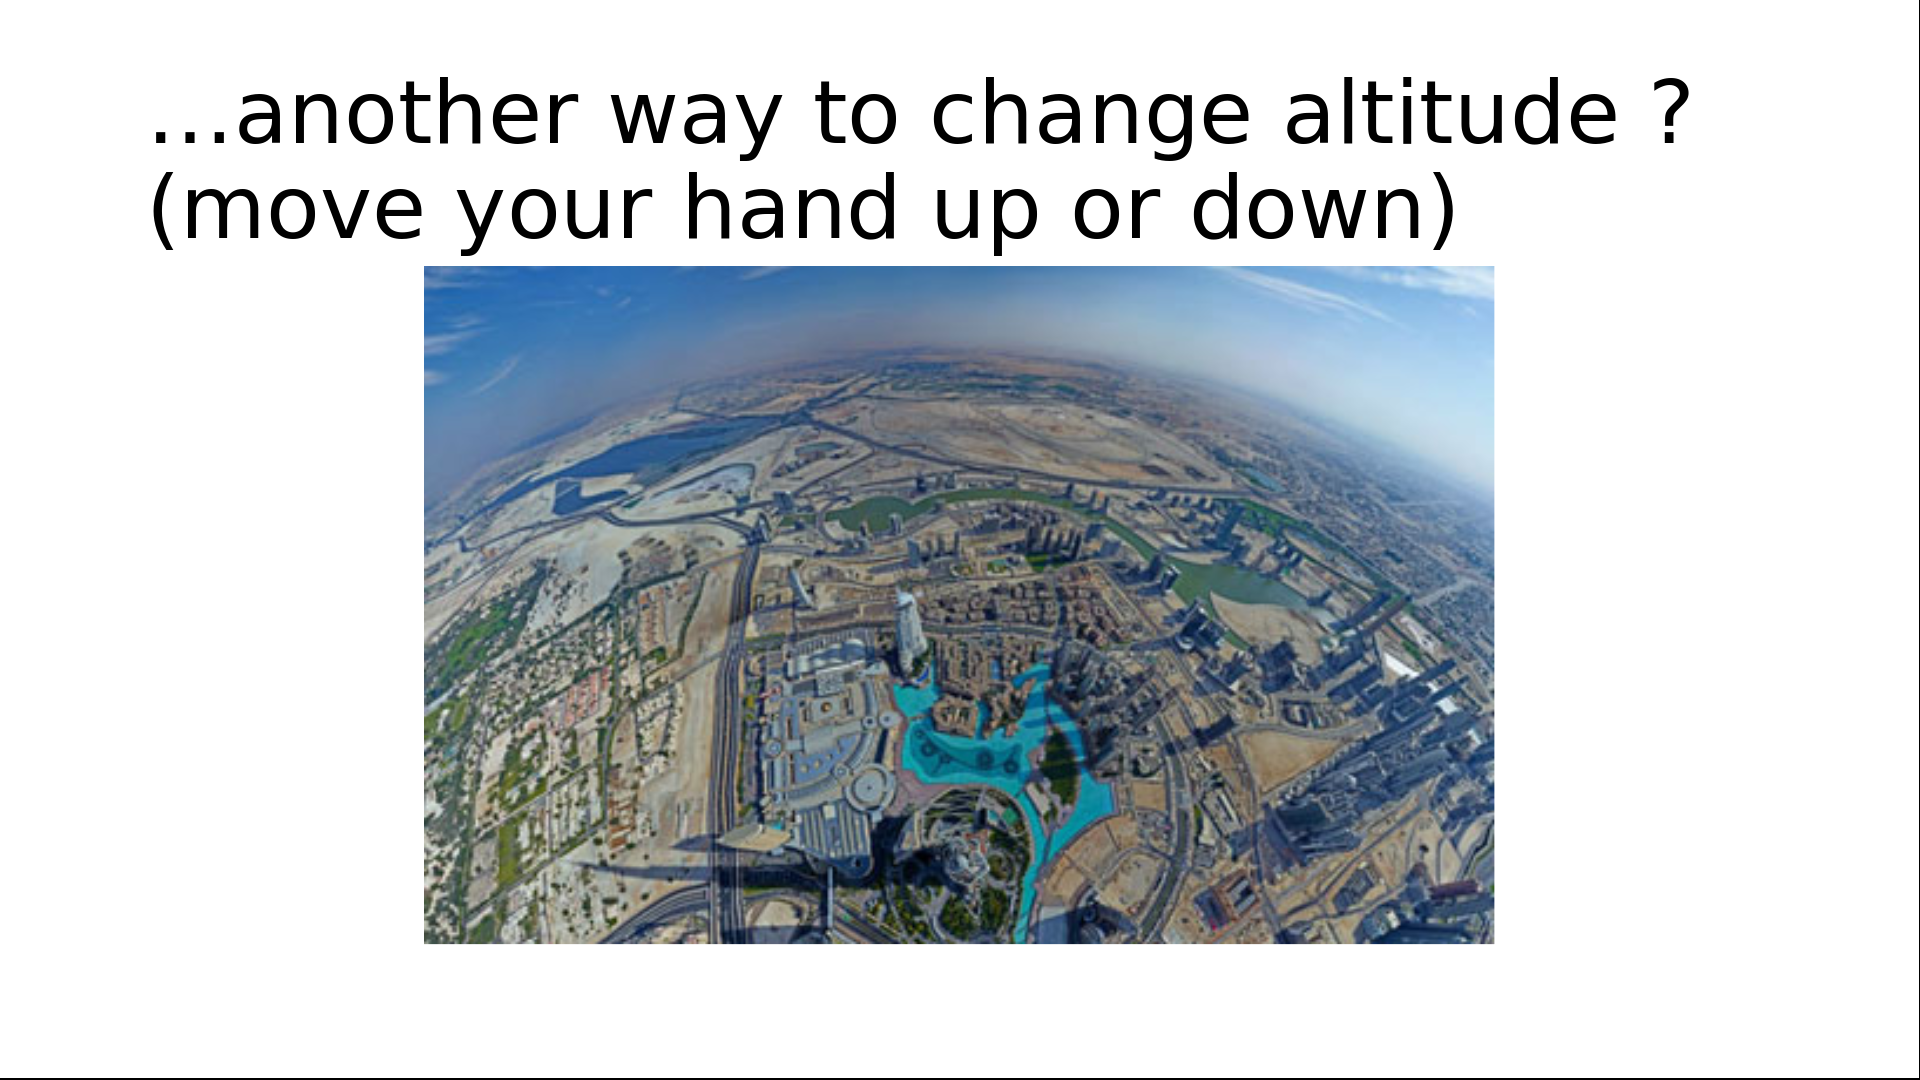 ...another way to change altitude ?
(move your hand up or down)